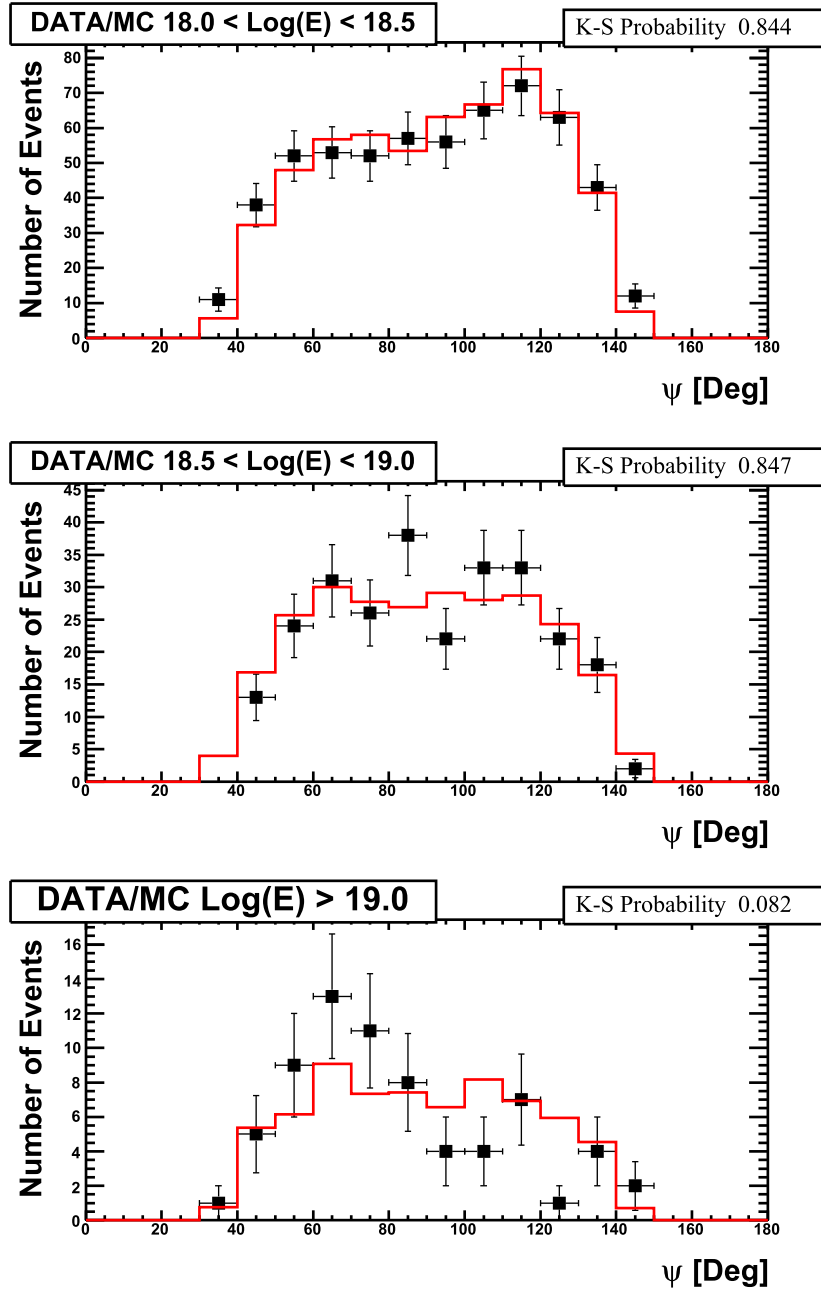 DATA/MC 18.0 < Log(E) < 18.5
K-S Probability 0.844
Number of Events
80
70
60
50
40
30
20
10
0
0 20 40 60 80 100 120 140 160 180
ψ [Deg]
DATA/MC 18.5 < Log(E) < 19.0
K-S Probability 0.847
Number of Events
45
40
35
30
25
20
15
10
5
0
0 20 40 60 80 100 120 140 160 180
ψ [Deg]
DATA/MC Log(E) > 19.0
K-S Probability 0.082
Number of Events
16
14
12
10
8
6
4
2
0
0 20 40 60 80 100 120 140 160 180
ψ [Deg]